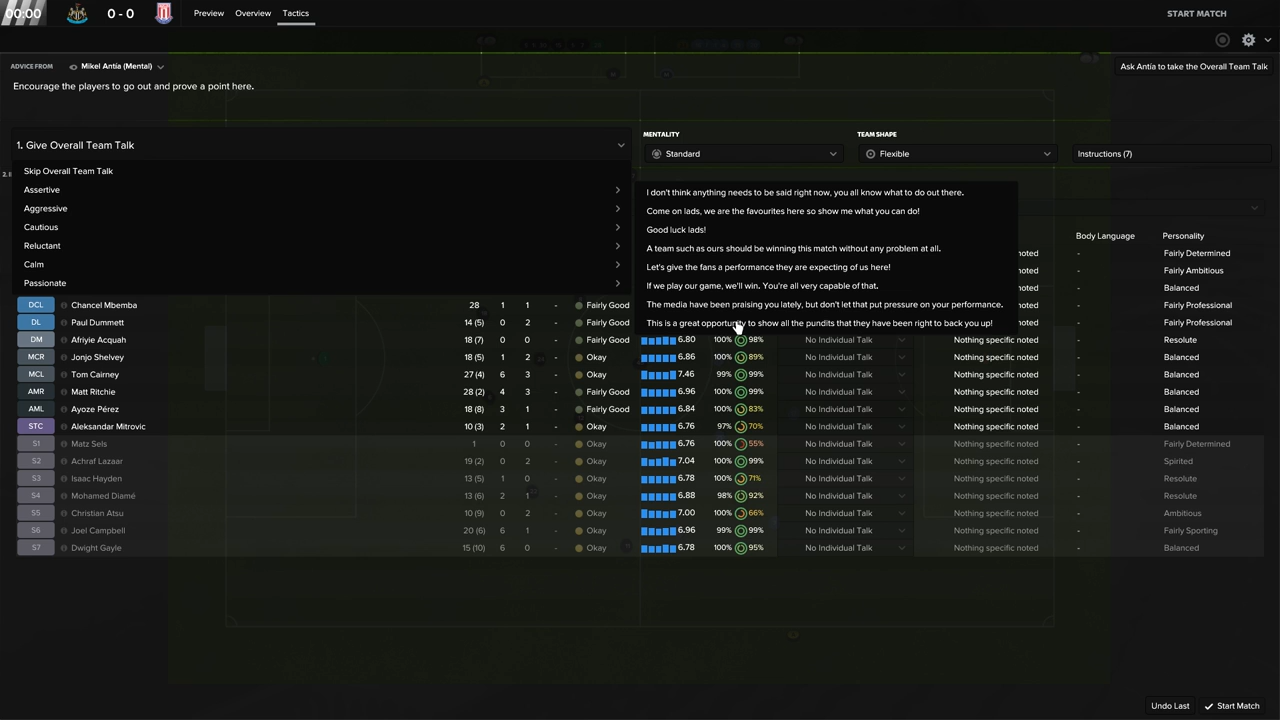 00:00 0 - 0 Preview Overview Tactics START MATCH
ADVICE FROM Mikel Antía (Mental) Ask Antía to take the Overall Team Talk
Encourage the players to go out and prove a point here.
1. Give Overall Team Talk
MENTALITY TEAM SHAPE
Standard Flexible Instructions (7)
Skip Overall Team Talk
Assertive
Aggressive
Cautious
Reluctant
Calm
Passionate
I don't think anything needs to be said right now, you all know what to do out there.
Come on lads, we are the favourites here so show me what you can do!
Good luck lads!
A team such as ours should be winning this match without any problem at all.
Let's give the fans a performance they are expecting of us here!
If we play our game, we'll win. You're all very capable of that.
The media have been praising you lately, but don't let that put pressure on your performance.
This is a great opportunity to show all the pundits that they have been right to back you up!
Body Language Personality
noted - Fairly Determined
noted - Fairly Ambitious
noted - Balanced
DCL Chancel Mbemba 28 1 1 - Fairly Good noted - Fairly Professional
DL Paul Dummett 14 (5) 0 2 - Fairly Good noted - Fairly Professional
DM Afriyie Acquah 18 (7) 0 0 - Fairly Good 6.80 100% 98% No Individual Talk Nothing specific noted - Resolute
MCR Jonjo Shelvey 18 (5) 1 2 - Okay 6.86 100% 89% No Individual Talk Nothing specific noted - Balanced
MCL Tom Cairney 27 (4) 6 3 - Okay 7.46 99% 99% No Individual Talk Nothing specific noted - Balanced
AMR Matt Ritchie 28 (2) 4 3 - Fairly Good 6.96 100% 99% No Individual Talk Nothing specific noted - Balanced
AML Ayoze Pérez 18 (8) 3 1 - Fairly Good 6.84 100% 83% No Individual Talk Nothing specific noted - Balanced
STC Aleksandar Mitrovic 10 (3) 2 1 - Okay 6.76 97% 70% No Individual Talk Nothing specific noted - Balanced
S1 Matz Sels 1 0 0 - Okay 6.76 100% 55% No Individual Talk Nothing specific noted - Fairly Determined
S2 Achraf Lazaar 19 (2) 0 2 - Okay 7.04 100% 99% No Individual Talk Nothing specific noted - Spirited
S3 Isaac Hayden 13 (5) 1 0 - Okay 6.78 100% 71% No Individual Talk Nothing specific noted - Resolute
S4 Mohamed Diamé 13 (6) 2 1 - Okay 6.88 98% 92% No Individual Talk Nothing specific noted - Resolute
S5 Christian Atsu 10 (9) 0 2 - Okay 7.00 100% 66% No Individual Talk Nothing specific noted - Ambitious
S6 Joel Campbell 20 (6) 6 1 - Okay 6.96 99% 99% No Individual Talk Nothing specific noted - Fairly Sporting
S7 Dwight Gayle 15 (10) 6 0 - Okay 6.78 100% 95% No Individual Talk Nothing specific noted - Balanced
Undo Last Start Match